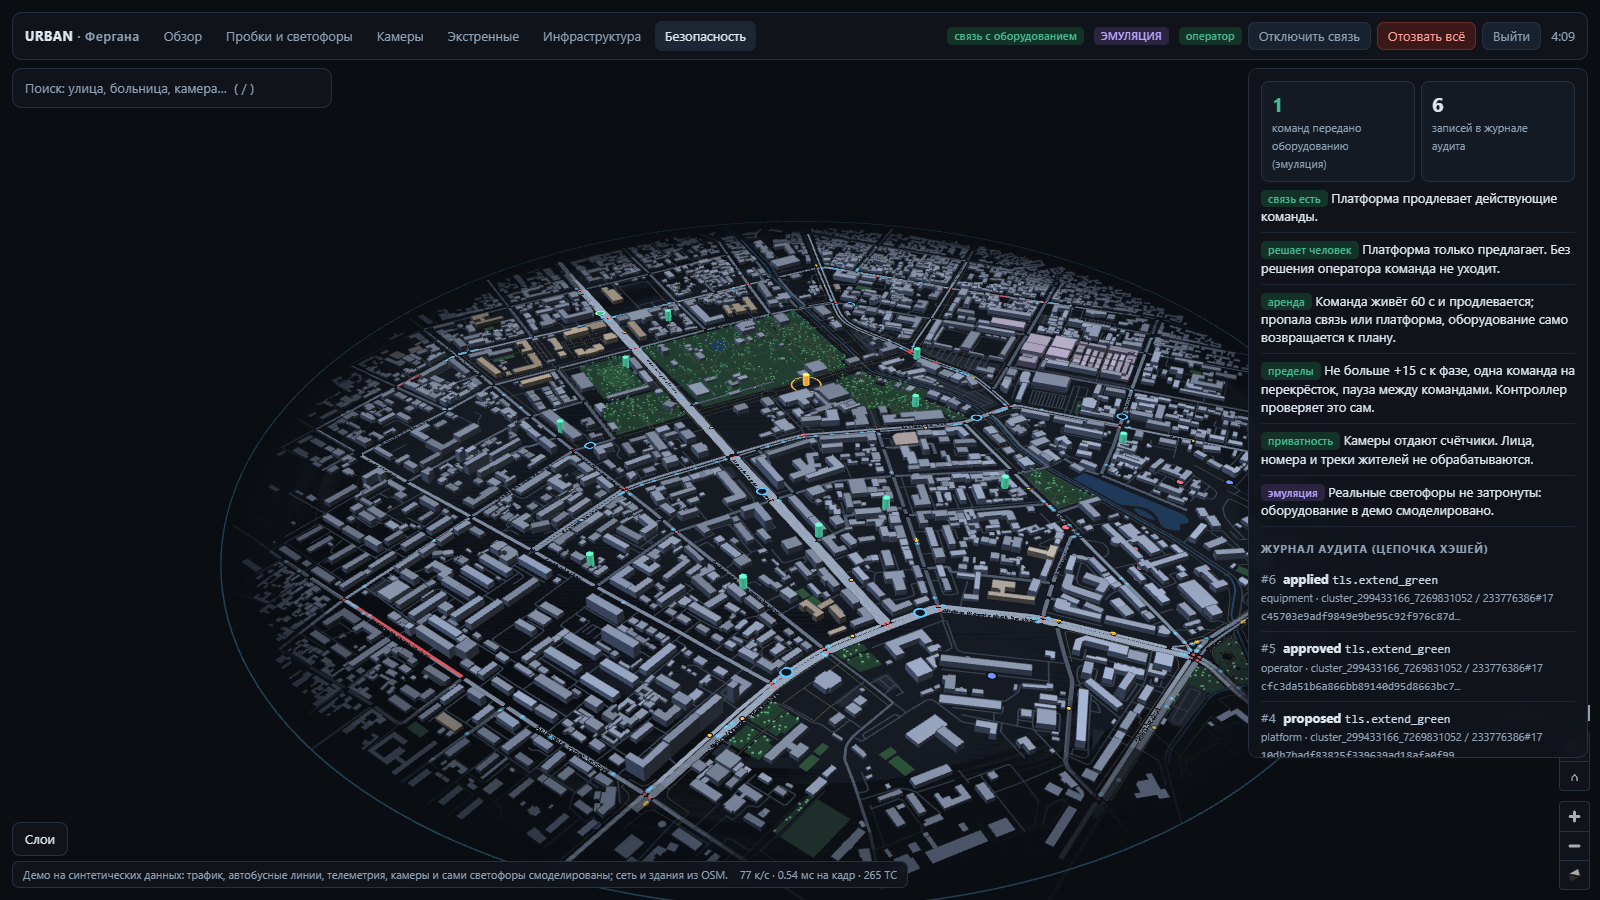 URBAN · Фергана
Обзор
Пробки и светофоры
Камеры
Экстренные
Инфраструктура
Безопасность
связь с оборудованием
ЭМУЛЯЦИЯ
оператор
Отключить связь
Отозвать всё
Выйти
4:09
Поиск: улица, больница, камера... (/)
1
команд передано
оборудованию
(эмуляция)
6
записей в журнале
аудита
связь есть Платформа продлевает действующие
команды.
решает человек Платформа только предлагает. Без
решения оператора команда не уходит.
аренда Команда живёт 60 с и продлевается;
пропала связь или платформа, оборудование само
возвращается к плану.
пределы Не больше +15 с к фазе, одна команда на
перекрёсток, пауза между командами. Контроллер
проверяет это сам.
приватность Камеры отдают счётчики. Лица,
номера и треки жителей не обрабатываются.
эмуляция Реальные светофоры не затронуты:
оборудование в демо смоделировано.
ЖУРНАЛ АУДИТА (ЦЕПОЧКА ХЭШЕЙ)
#6 applied tls.extend_green
equipment · cluster_299433166_7269831052 / 233776386#17
c45703e9adf9849e9be95c92f976c87d…
#5 approved tls.extend_green
operator · cluster_299433166_7269831052 / 233776386#17
cfc3da51b6a866bb89140d95d8663bc7…
#4 proposed tls.extend_green
platform · cluster_299433166_7269831052 / 233776386#17
Слои
Демо на синтетических данных: трафик, автобусные линии, телеметрия, камеры и сами светофоры смоделированы; сеть и здания из OSM. 77 к/с · 0.54 мс на кадр · 265 ТС